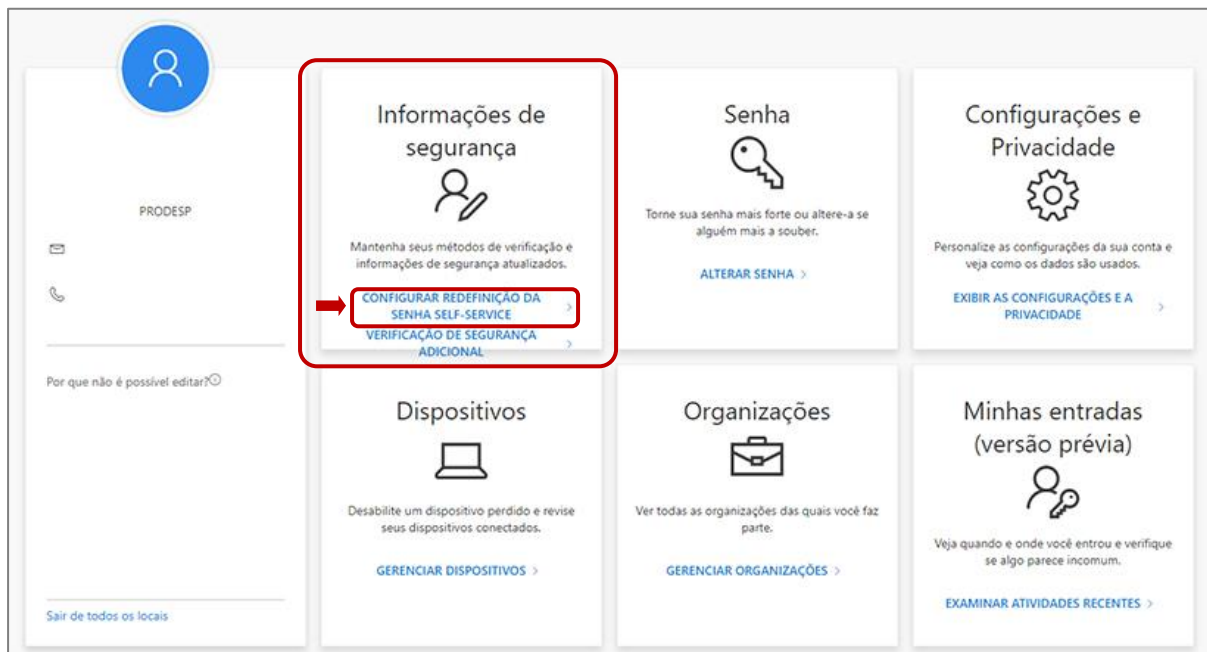 PRODESP
Por que não é possível editar?
Sair de todos os locais
Informações de
segurança
Mantenha seus métodos de verificação e
informações de segurança atualizados.
CONFIGURAR REDEFINIÇÃO DA
SENHA SELF-SERVICE
VERIFICAÇÃO DE SEGURANÇA
ADICIONAL
Senha
Torne sua senha mais forte ou altere-a se
alguém mais a souber.
ALTERAR SENHA >
Configurações e
Privacidade
Personalize as configurações da sua conta e
veja como os dados são usados.
EXIBIR AS CONFIGURAÇÕES E A
PRIVACIDADE
Dispositivos
Desabilite um dispositivo perdido e revise
seus dispositivos conectados.
GERENCIAR DISPOSITIVOS >
Organizações
Ver todas as organizações das quais você faz
parte.
GERENCIAR ORGANIZAÇÕES >
Minhas entradas
(versão prévia)
Veja quando e onde você entrou e verifique
se algo parece incomum.
EXAMINAR ATIVIDADES RECENTES >